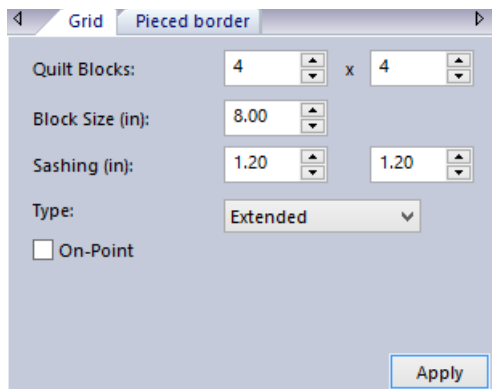 Grid Pieced border
Quilt Blocks: 4 x 4
Block Size (in): 8.00
Sashing (in): 1.20 1.20
Type: Extended
On-Point
Apply